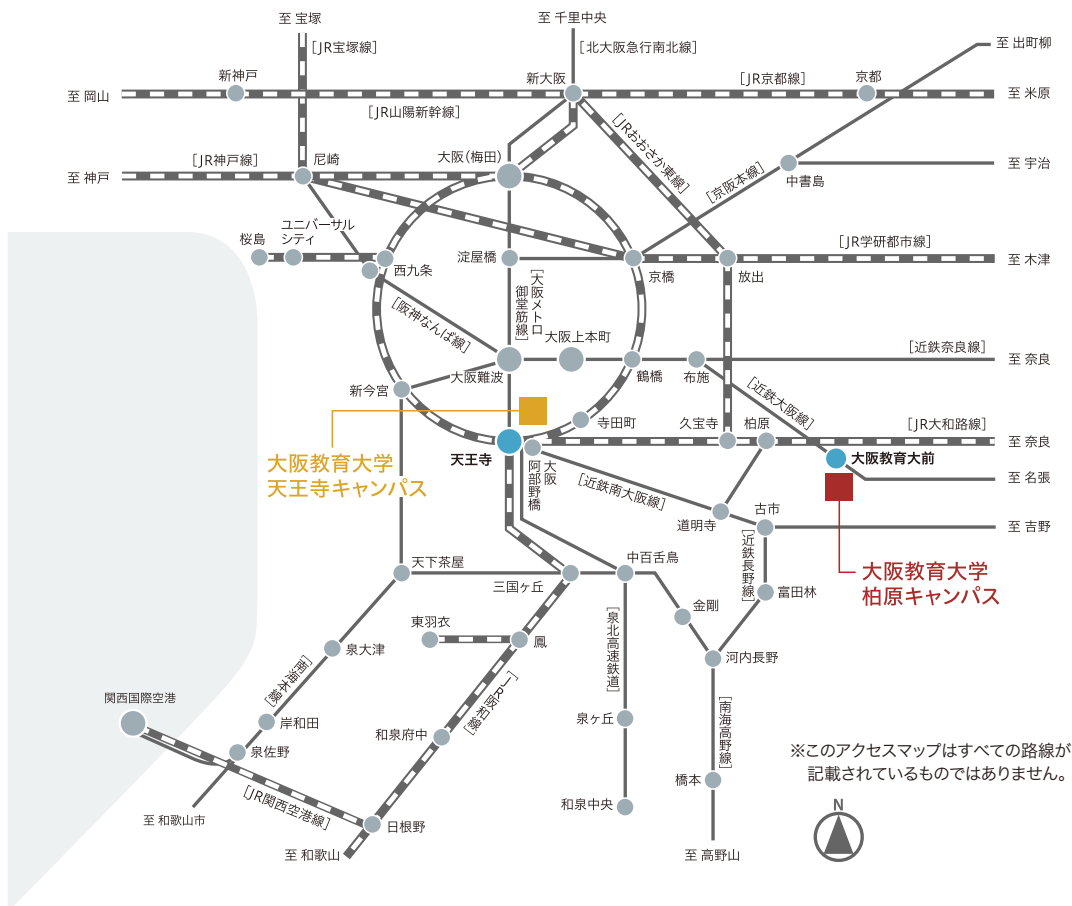 至 宝塚
至 千里中央
[JR宝塚線]
[北大阪急行南北線]
至 出町柳
新神戸
新大阪
[JR京都線]
京都
至 岡山
至 米原
[JR山陽新幹線]
[JRおおさか東線]
[JR神戸線]
尼崎
大阪(梅田)
至 神戸
[京阪本線]
中書島
至 宇治
桜島
ユニバーサル
シティ
西九条
淀屋橋
京橋
放出
[JR学研都市線]
至 木津
[大阪メトロ
御堂筋線]
[阪神なんば線]
大阪上本町
[近鉄奈良線]
至 奈良
大阪難波
鶴橋
布施
新今宮
[近鉄大阪線]
寺田町
久宝寺
柏原
[JR大和路線]
至 奈良
天王寺
大阪
阿部野橋
大阪教育大前
大阪教育大学
天王寺キャンパス
[近鉄南大阪線]
至 名張
道明寺
古市
至 吉野
[近鉄長野線]
天下茶屋
三国ヶ丘
中百舌鳥
大阪教育大学
柏原キャンパス
富田林
金剛
東羽衣
鳳
[泉北高速鉄道]
泉大津
河内長野
[南海本線]
[JR阪和線]
[南海高野線]
関西国際空港
岸和田
泉ヶ丘
和泉府中
泉佐野
※このアクセスマップはすべての路線が
記載されているものではありません。
橋本
[JR関西空港線]
和泉中央
至 和歌山市
日根野
N
至 和歌山
至 高野山